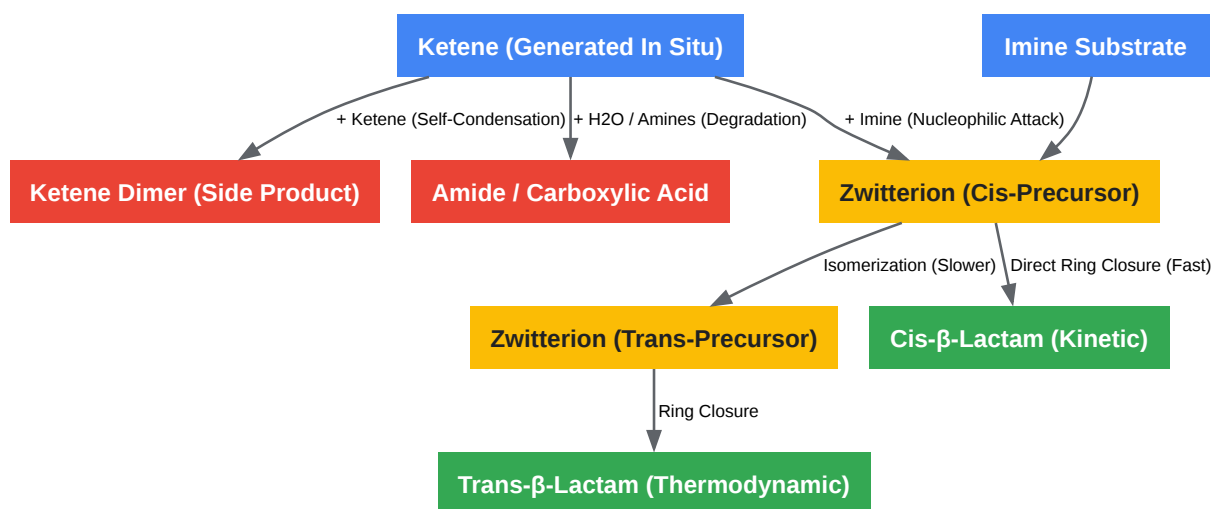 Ketene (Generated In Situ)
Imine Substrate
+ Ketene (Self-Condensation)
+ H2O / Amines (Degradation)
+ Imine (Nucleophilic Attack)
Ketene Dimer (Side Product)
Amide / Carboxylic Acid
Zwitterion (Cis-Precursor)
Isomerization (Slower)
Direct Ring Closure (Fast)
Zwitterion (Trans-Precursor)
Cis-β-Lactam (Kinetic)
Ring Closure
Trans-β-Lactam (Thermodynamic)